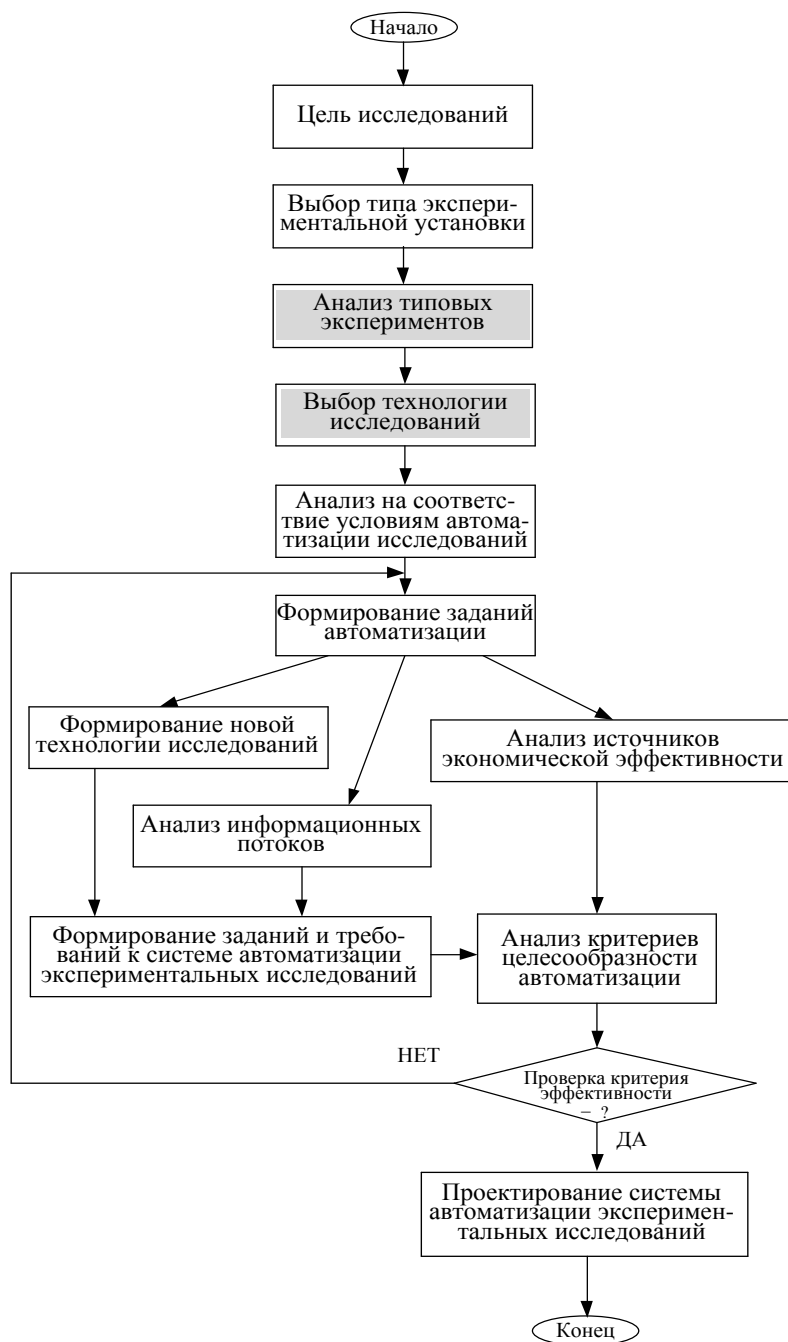 Начало
Цель исследований
Выбор типа экспери-
ментальной установки
Анализ типовых
экспериментов
Выбор технологии
исследований
Анализ на соответс-
твие условиям автома-
тизации исследований
Формирование заданий
автоматизации
Формирование новой
технологии исследований
Анализ источников
экономической эффективности
Анализ информационных
потоков
Формирование заданий и требо-
ваний к системе автоматизации
экспериментальных исследований
Анализ критериев
целесообразности
автоматизации
НЕТ
Проверка критерия
эффективности
– ?
ДА
Проектирование системы
автоматизации эксперимен-
тальных исследований
Конец